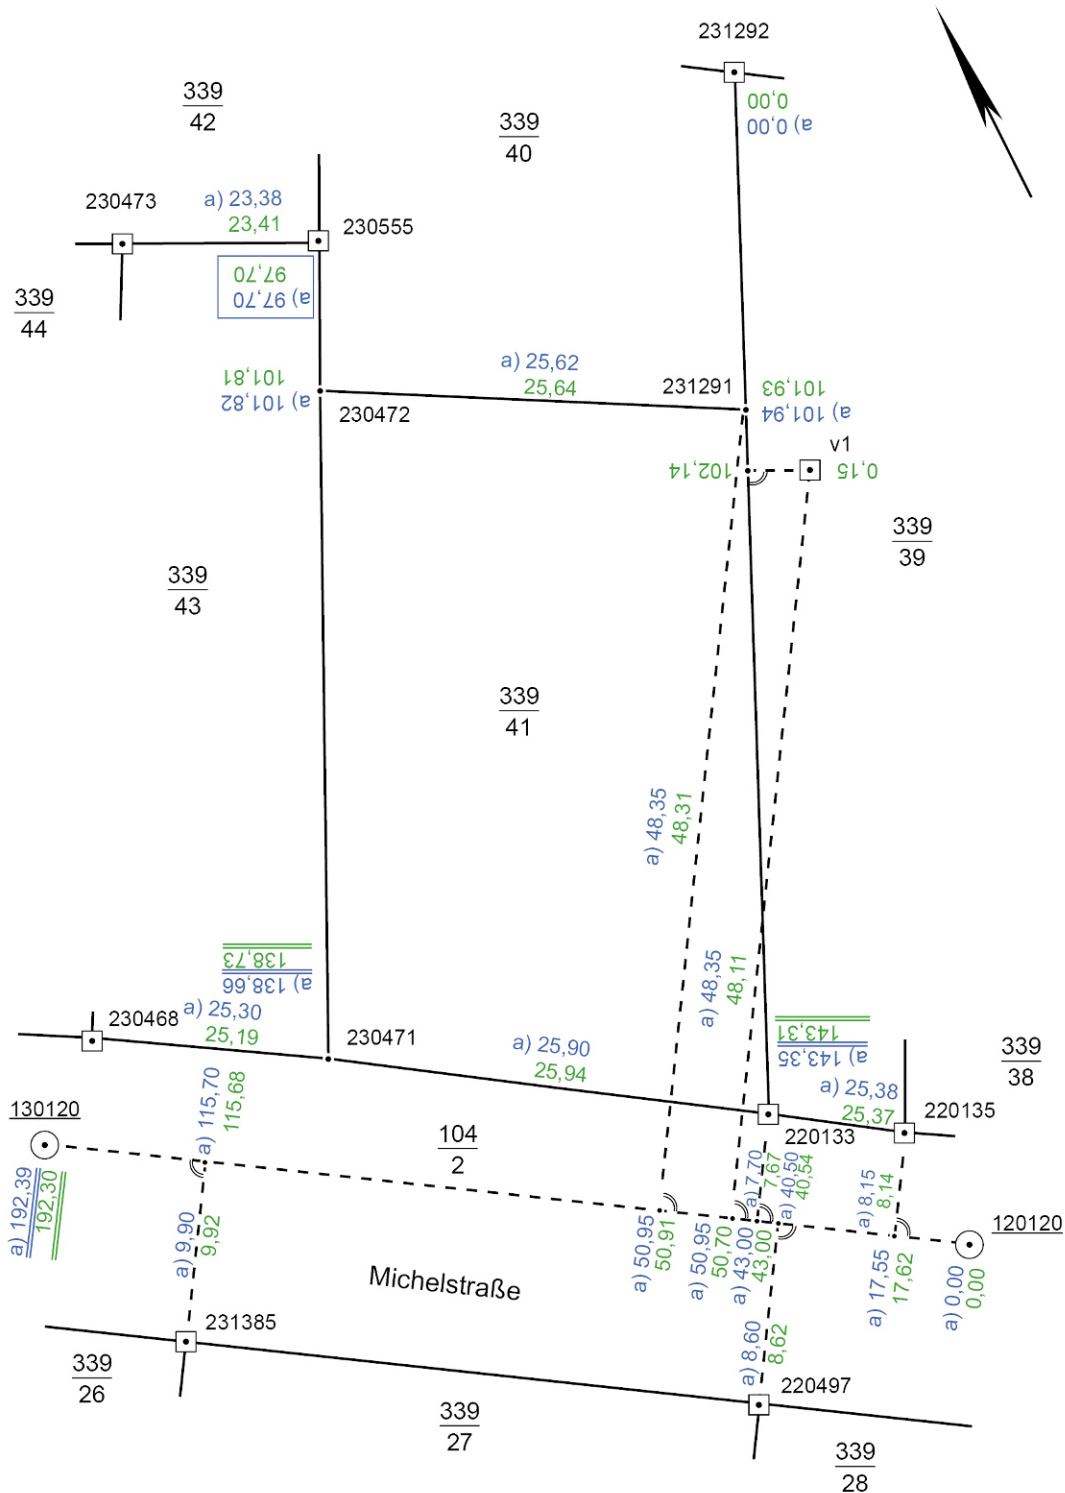 231292
0,00
a) 0,00
339
42
339
40
230473
a) 23,38
23,41
230555
97,70
a) 97,70
339
44
a) 25,62
25,64
231291
101,93
a) 101,94
101,81
a) 101,82
230472
v1
102,14
0,15
339
39
339
43
339
41
a) 48,35
48,31
a) 48,35
48,11
138,73
a) 138,66
143,31
a) 143,35
230468
a) 25,30
25,19
230471
a) 25,90
25,94
339
38
a) 25,38
25,37
220135
220133
130120
a) 115,70
115,68
104
2
a) 7,70
7,67
a) 40,50
40,54
a) 8,15
8,14
120120
a) 192,39
192,30
a) 9,90
9,92
a) 50,95
50,91
a) 50,95
50,70
a) 43,00
43,00
a) 17,55
17,62
a) 0,00
0,00
Michelstraße
231385
a) 8,60
8,62
339
26
220497
339
27
339
28